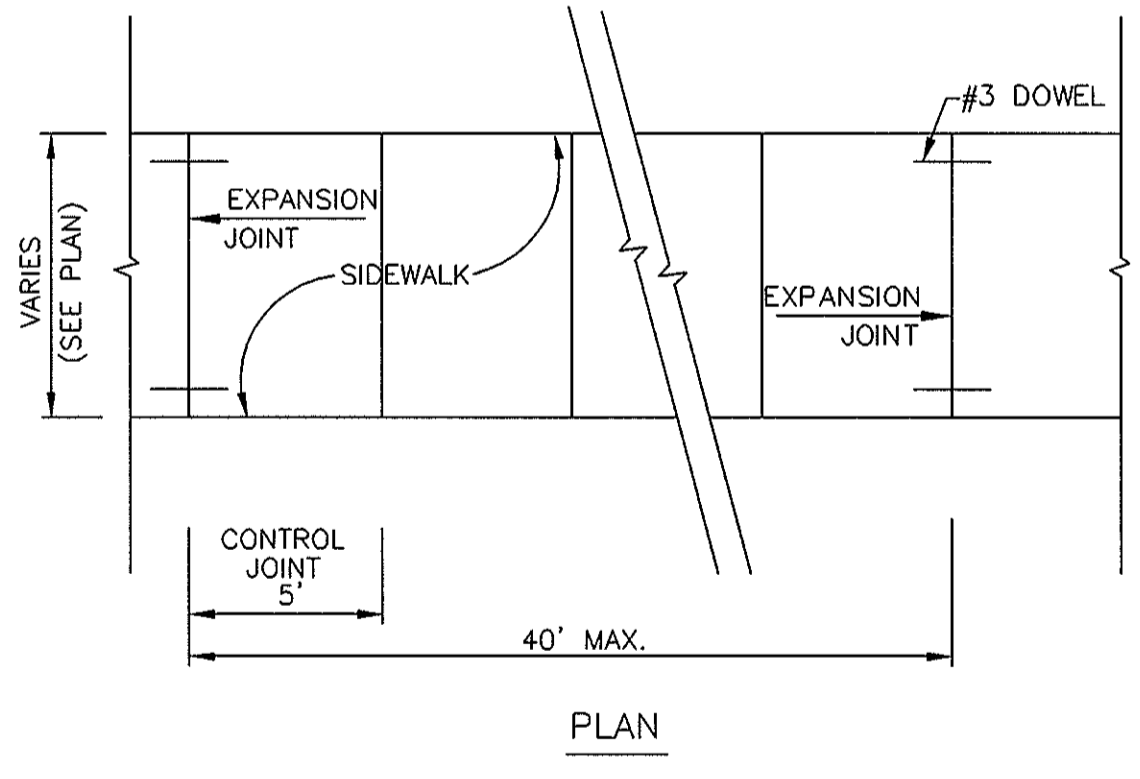 #3 DOWEL
VARIES
(SEE PLAN)
EXPANSION
JOINT
SIDEWALK
EXPANSION
JOINT
CONTROL
JOINT
5'
40' MAX.
PLAN